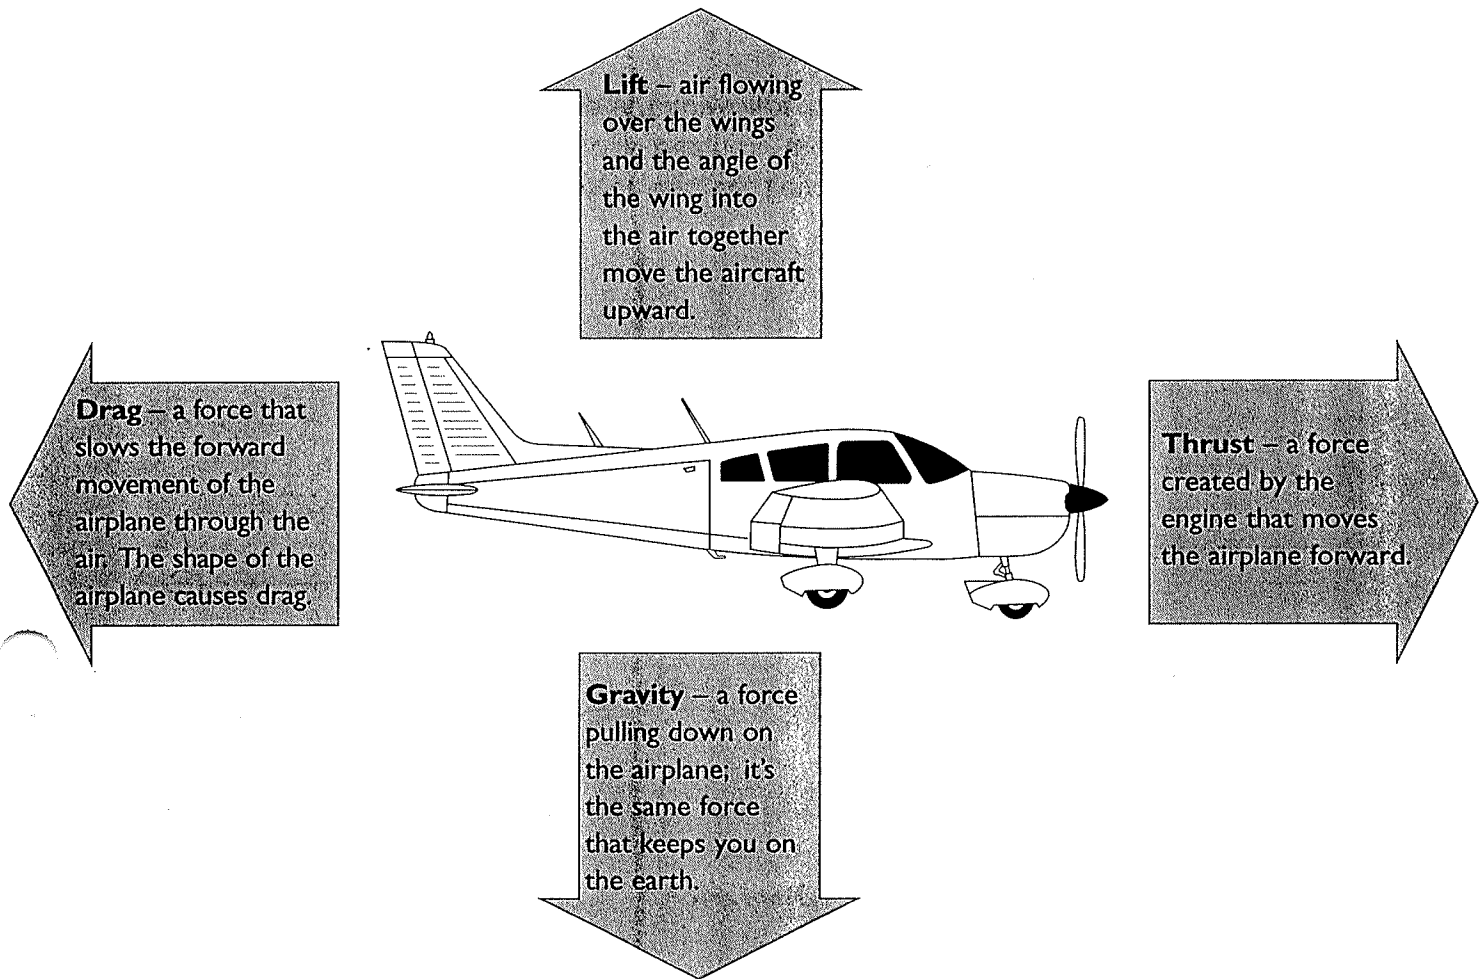 Lift – air flowing
over the wings
and the angle of
the wing into
the air together
move the aircraft
upward.
Drag – a force that
slows the forward
movement of the
airplane through the
air. The shape of the
airplane causes drag.
Thrust – a force
created by the
engine that moves
the airplane forward.
Gravity – a force
pulling down on
the airplane; it's
the same force
that keeps you on
the earth.